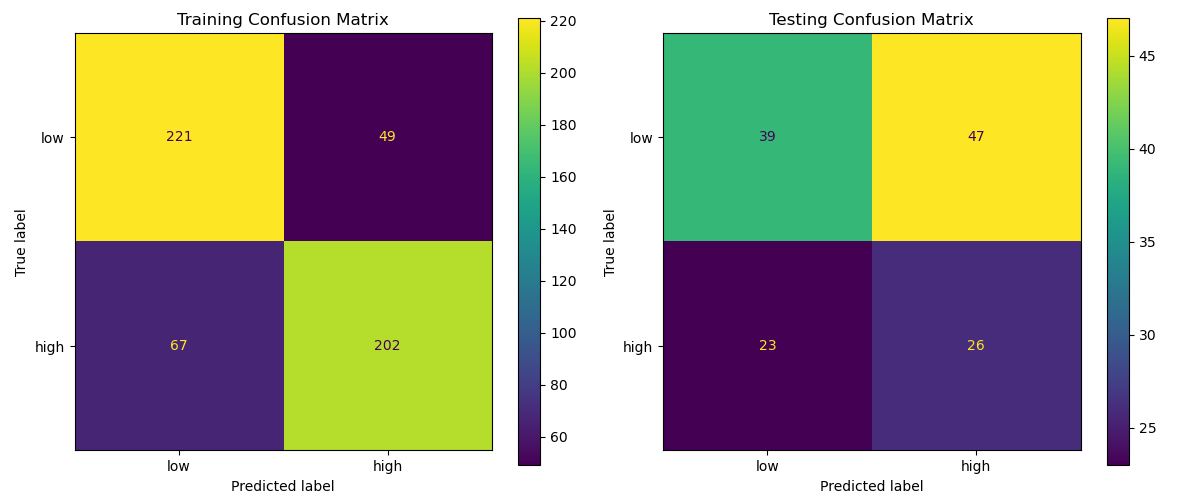 Training Confusion Matrix
True label
low
high
221
49
67
202
low
high
Predicted label
220
200
180
160
140
120
100
80
60
Testing Confusion Matrix
True label
low
high
39
47
23
26
low
high
Predicted label
45
40
35
30
25